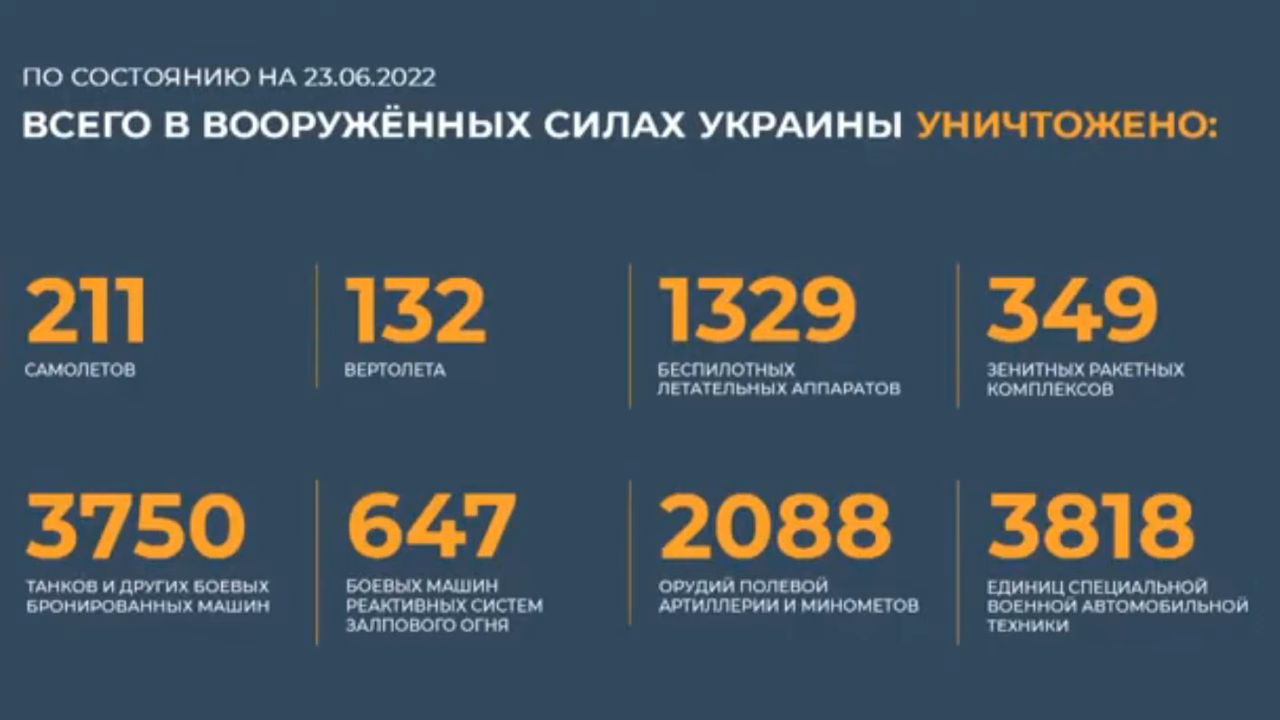 ПО СОСТОЯНИЮ НА 23.06.2022
ВСЕГО В ВООРУЖЁННЫХ СИЛАХ УКРАИНЫ УНИЧТОЖЕНО:
211
САМОЛЕТОВ
132
ВЕРТОЛЕТА
1329
БЕСПИЛОТНЫХ
ЛЕТАТЕЛЬНЫХ АППАРАТОВ
349
ЗЕНИТНЫХ РАКЕТНЫХ
КОМПЛЕКСОВ
3750
ТАНКОВ И ДРУГИХ БОЕВЫХ
БРОНИРОВАННЫХ МАШИН
647
БОЕВЫХ МАШИН
РЕАКТИВНЫХ СИСТЕМ
ЗАЛПОВОГО ОГНЯ
2088
ОРУДИЙ ПОЛЕВОЙ
АРТИЛЛЕРИИ И МИНОМЕТОВ
3818
ЕДИНИЦ СПЕЦИАЛЬНОЙ
ВОЕННОЙ АВТОМОБИЛЬНОЙ
ТЕХНИКИ